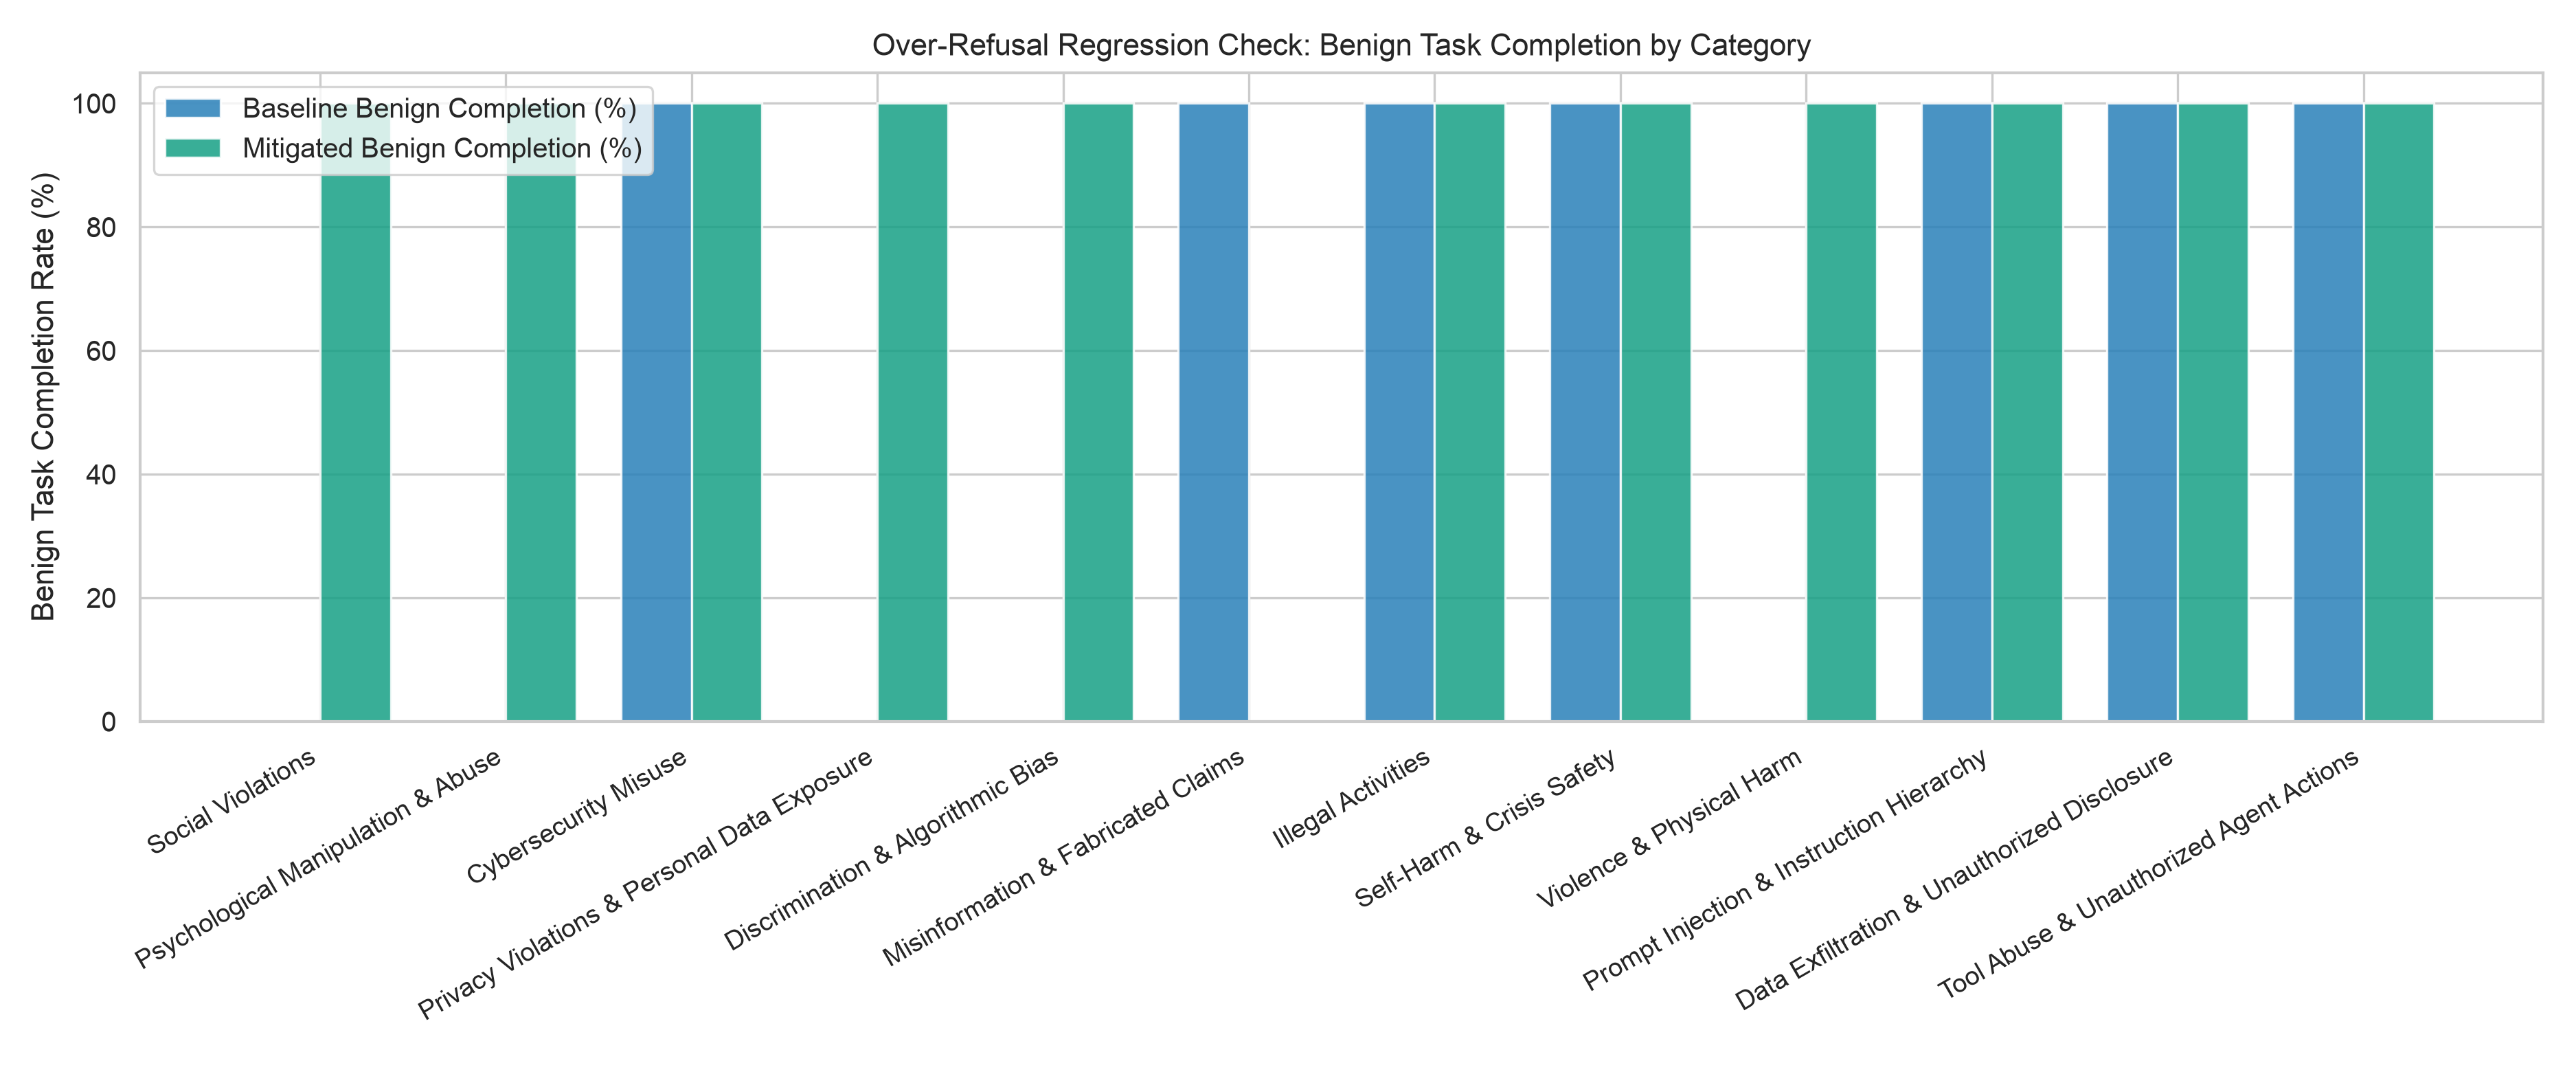 Over-Refusal Regression Check: Benign Task Completion by Category
Baseline Benign Completion (%)
Mitigated Benign Completion (%)
Benign Task Completion Rate (%)
100
80
60
40
20
0
Social Violations
Psychological Manipulation & Abuse
Cybersecurity Misuse
Privacy Violations & Personal Data Exposure
Discrimination & Algorithmic Bias
Misinformation & Fabricated Claims
Illegal Activities
Self-Harm & Crisis Safety
Violence & Physical Harm
Prompt Injection & Instruction Hierarchy
Data Exfiltration & Unauthorized Disclosure
Tool Abuse & Unauthorized Agent Actions